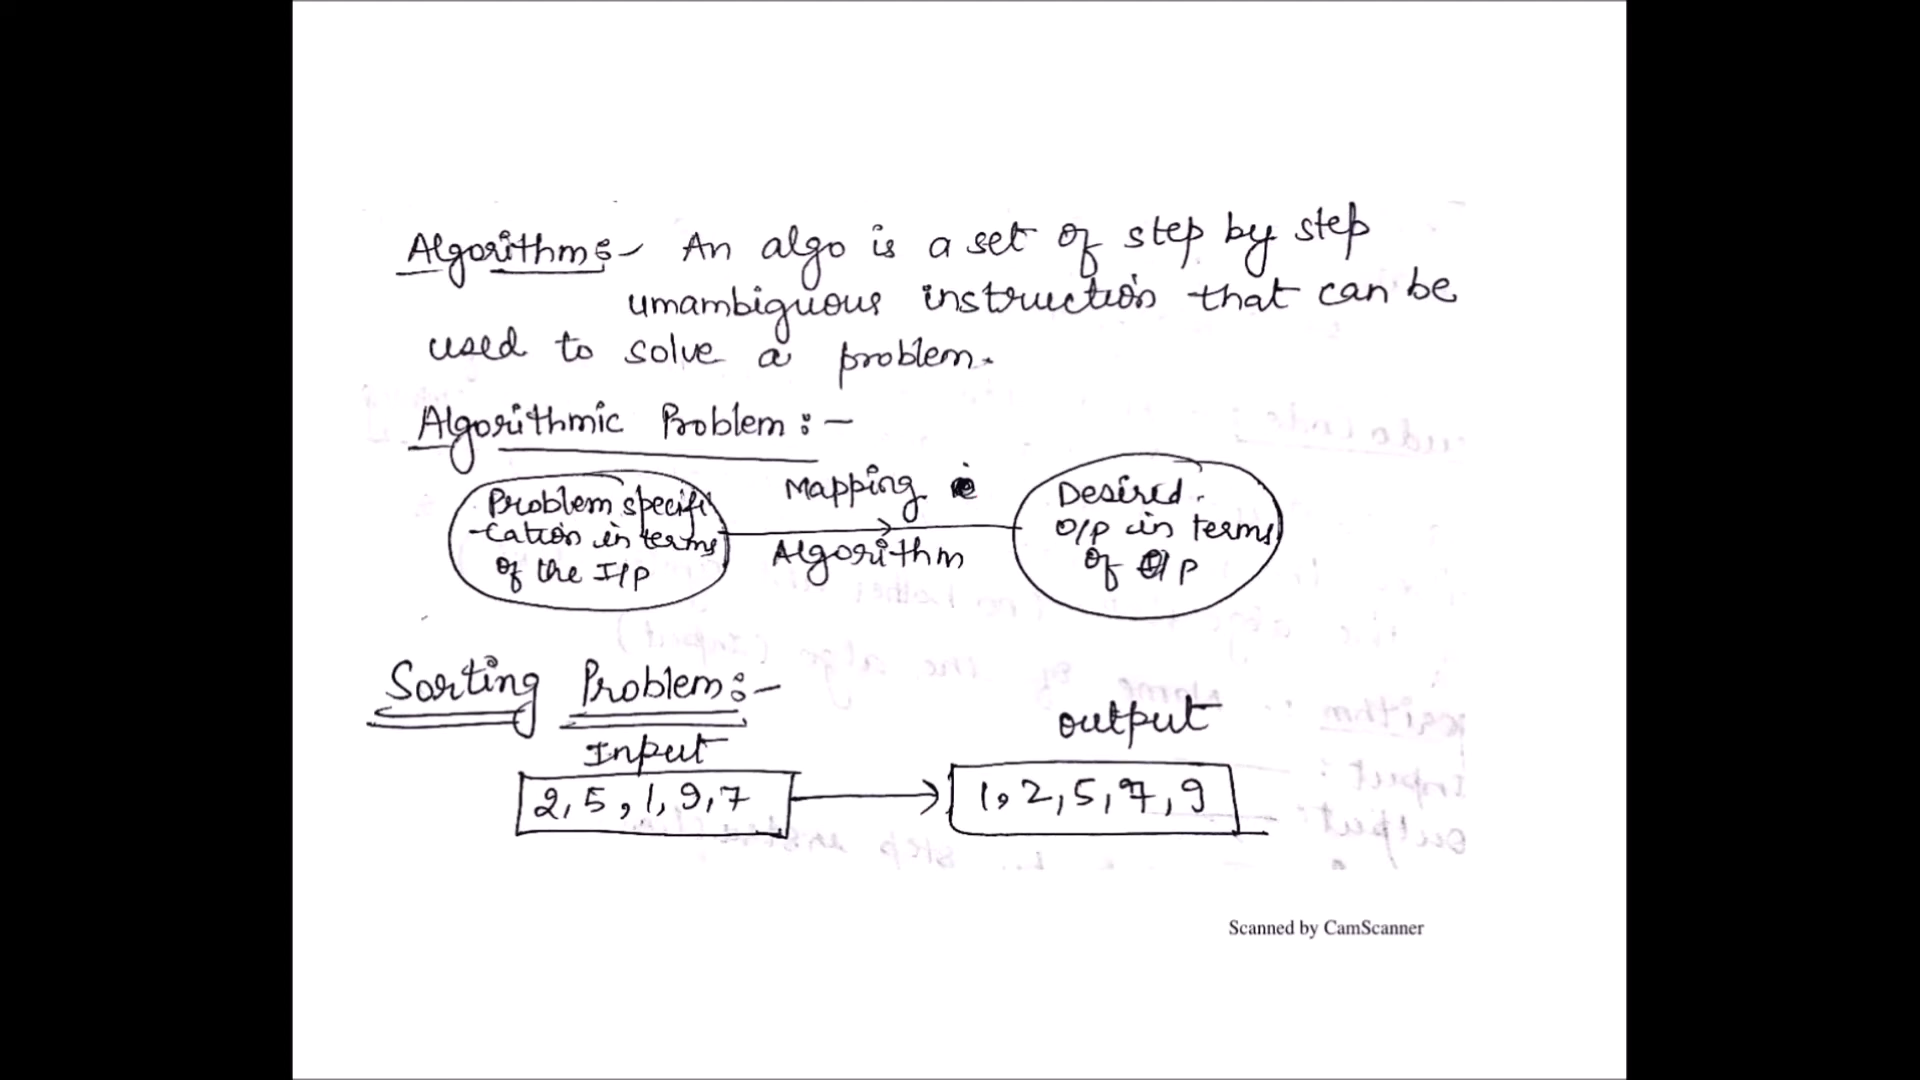 Algorithm:- An algo is a set of step by step
umambiguous instruction that can be
used to solve a problem.
Algorithmic Problem:-
Problem specifi
-cation in terms
of the I/p
Mapping
Algorithm
Desired
O/p in terms
of O/p
Sorting Problem:-
Input
output
2, 5, 1, 9, 7
1, 2, 5, 7, 9
Scanned by CamScanner